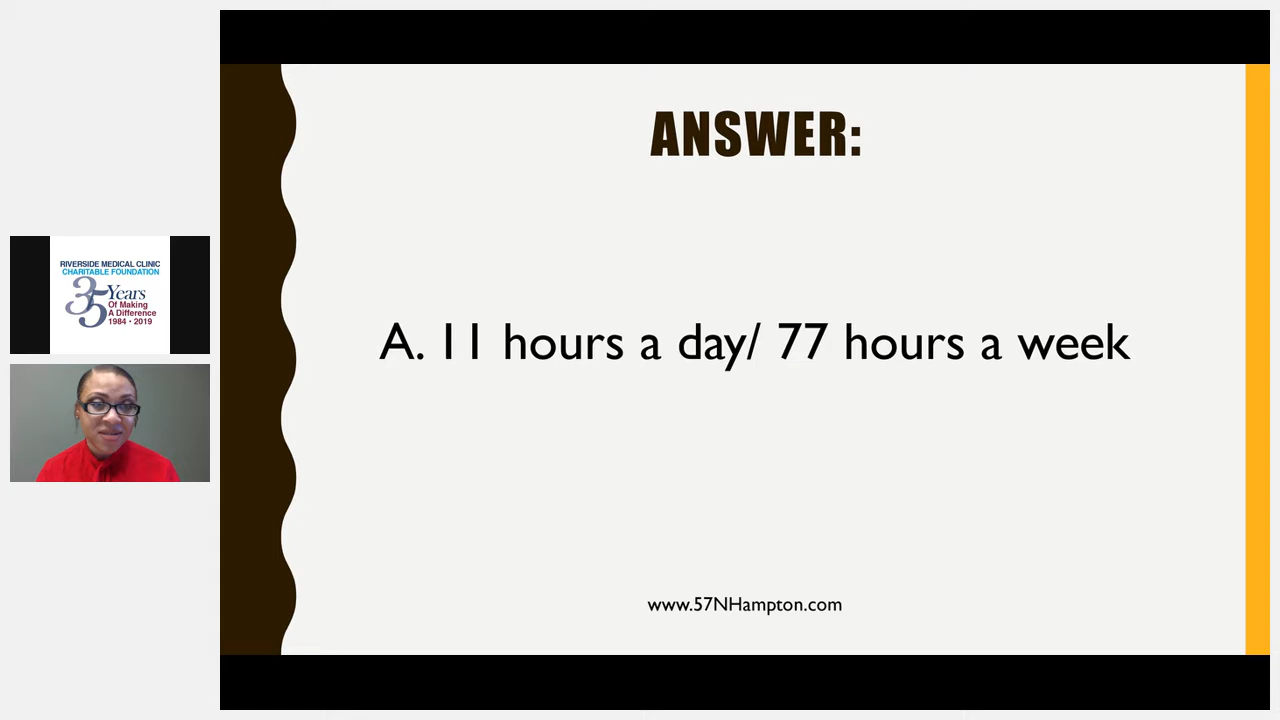 RIVERSIDE MEDICAL CLINIC
CHARITABLE FOUNDATION
35 Years
Of Making
A Difference
1984 • 2019
ANSWER:
A. 11 hours a day/ 77 hours a week
www.57NHampton.com